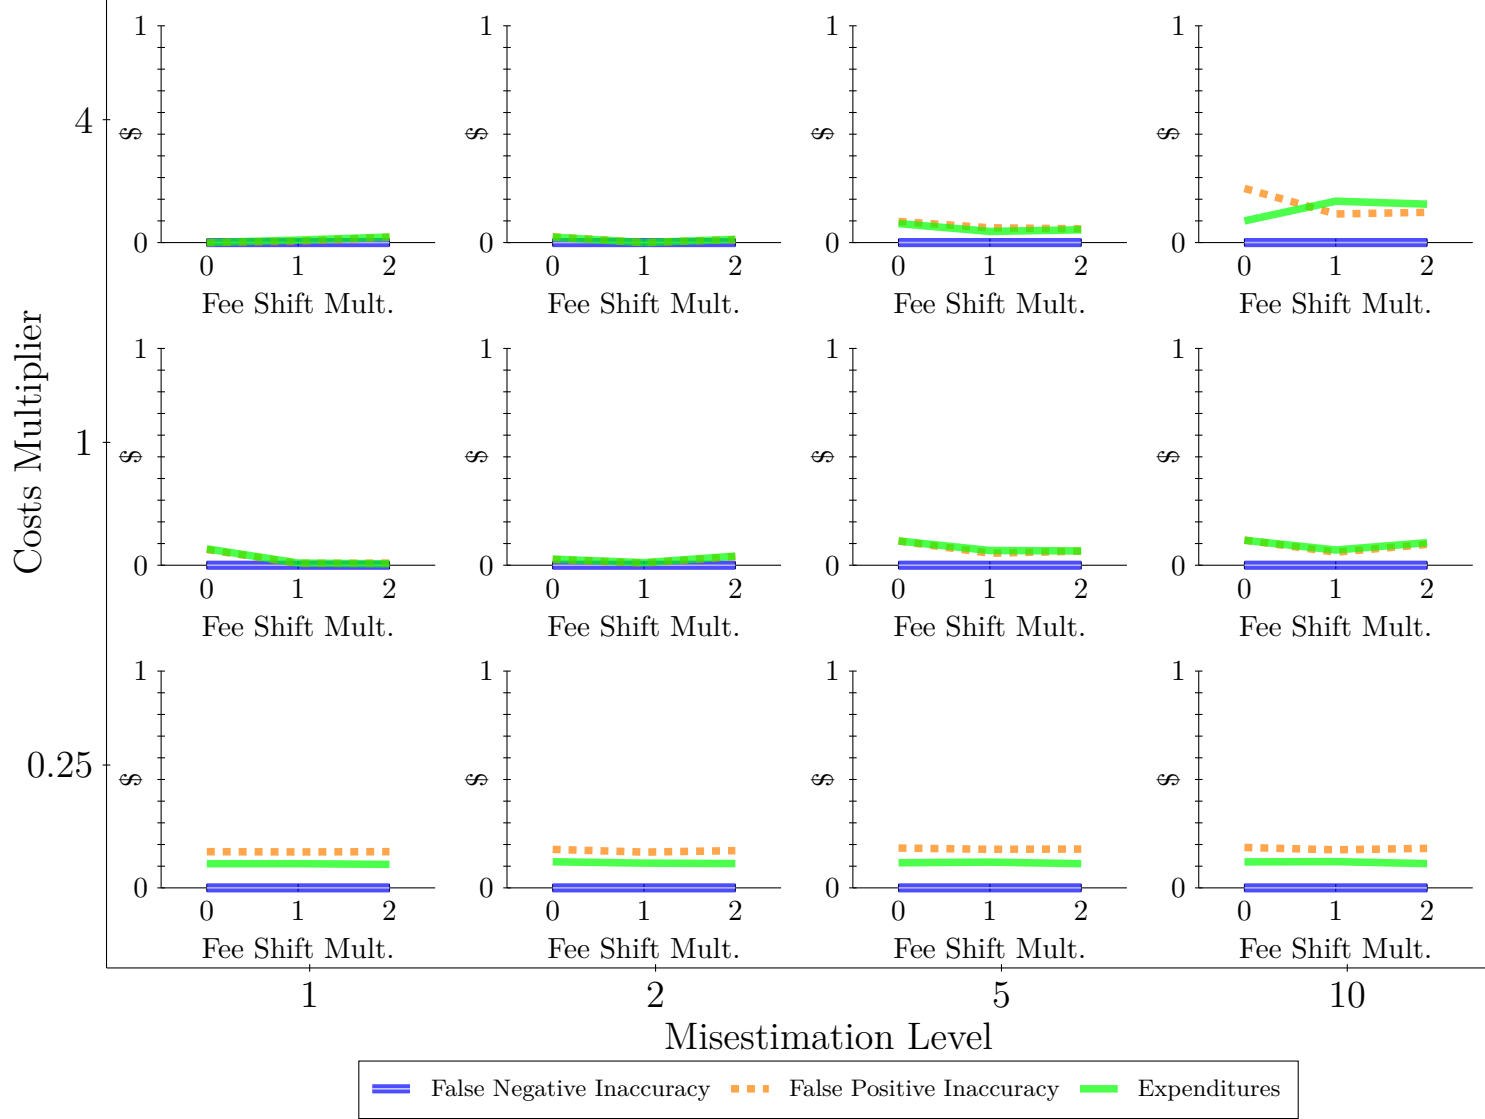 Costs Multiplier
4
1
$
0
0 1 2
Fee Shift Mult.
1
$
0
0 1 2
Fee Shift Mult.
1
$
0
0 1 2
Fee Shift Mult.
1
$
0
0 1 2
Fee Shift Mult.
1
1
$
0
0 1 2
Fee Shift Mult.
1
$
0
0 1 2
Fee Shift Mult.
1
$
0
0 1 2
Fee Shift Mult.
1
$
0
0 1 2
Fee Shift Mult.
0.25
1
$
0
0 1 2
Fee Shift Mult.
1
$
0
0 1 2
Fee Shift Mult.
1
$
0
0 1 2
Fee Shift Mult.
1
$
0
0 1 2
Fee Shift Mult.
1 2 5 10
Misestimation Level
False Negative Inaccuracy False Positive Inaccuracy Expenditures